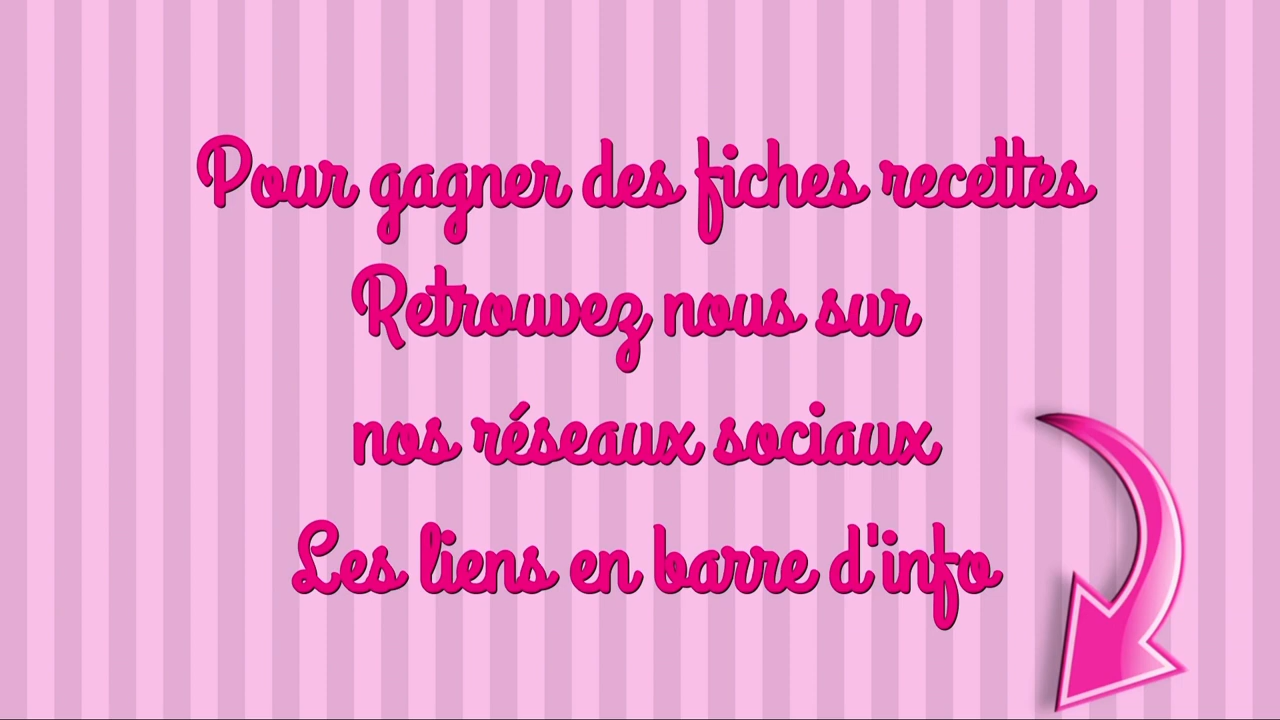 Pour gagner des fiches recettes
Retrouvez nous sur
nos réseaux sociaux
Les liens en barre d'info